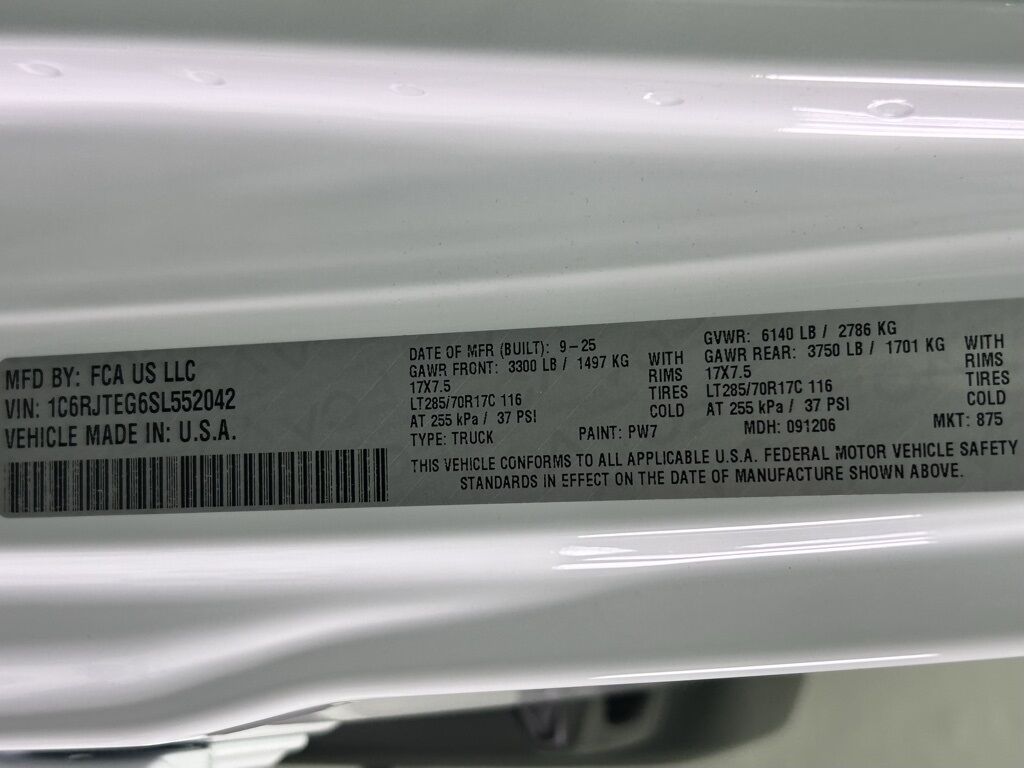 MFD BY: FCA US LLC
VIN: 1C6RJTEG6SL552042
VEHICLE MADE IN: U.S.A.
DATE OF MFR (BUILT): 9-25
GAWR FRONT: 3300 LB / 1497 KG
17X7.5
LT285/70R17C 116
AT 255 kPa / 37 PSI
WITH
RIMS
TIRES
COLD
GVWR: 6140 LB / 2786 KG
GAWR REAR: 3750 LB / 1701 KG
17X7.5
LT285/70R17C 116
AT 255 kPa / 37 PSI
WITH
RIMS
TIRES
COLD
TYPE: TRUCK PAINT: PW7 MDH: 091206 MKT: 875
THIS VEHICLE CONFORMS TO ALL APPLICABLE U.S.A. FEDERAL MOTOR VEHICLE SAFETY
STANDARDS IN EFFECT ON THE DATE OF MANUFACTURE SHOWN ABOVE.